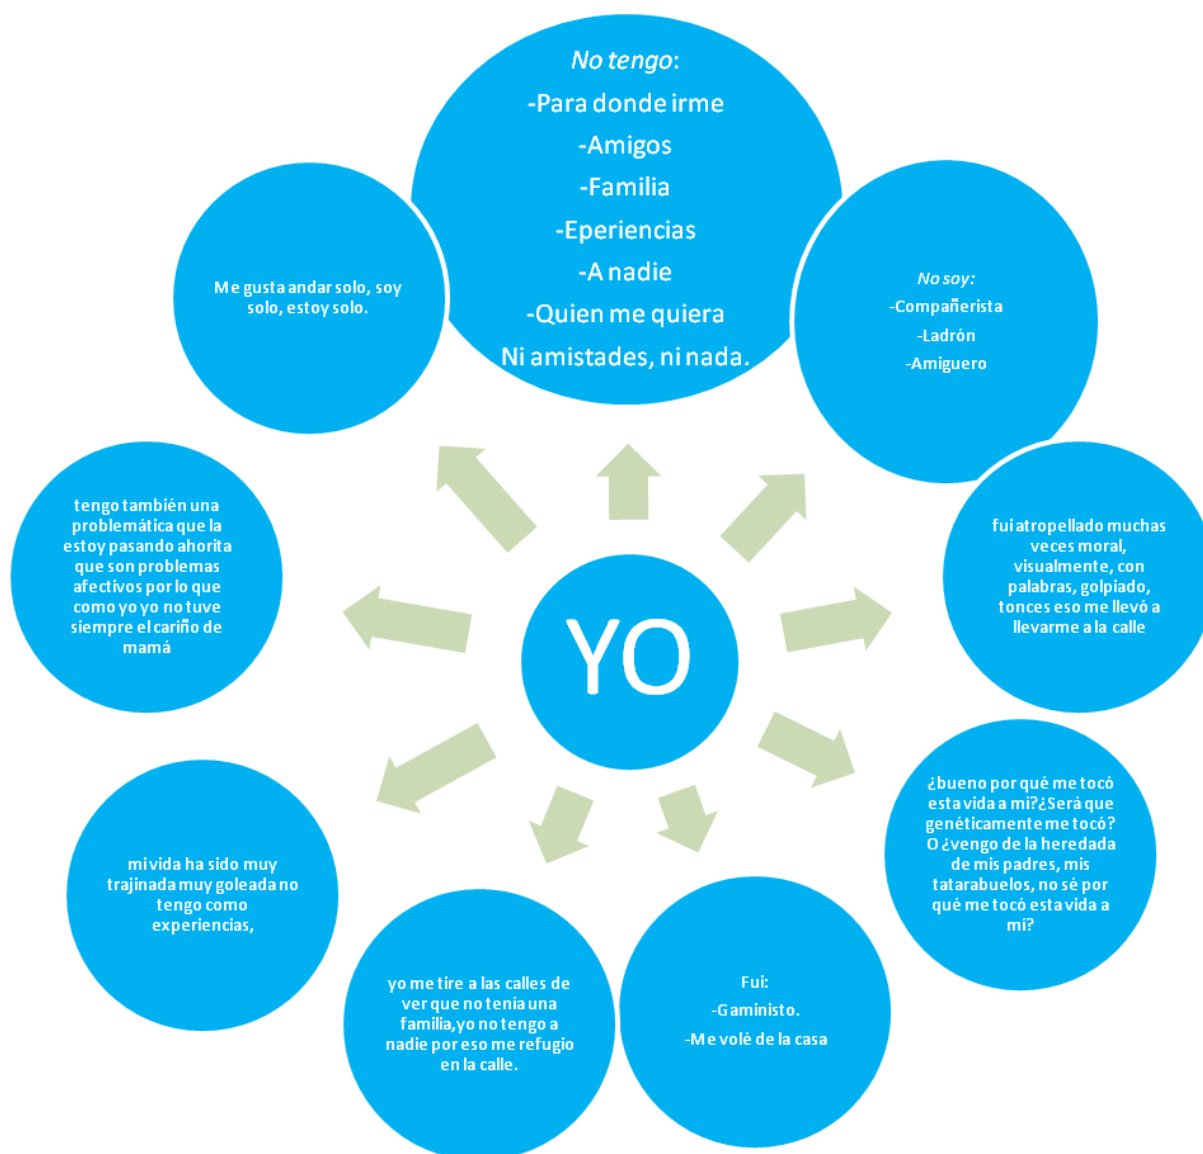 No tengo:
-Para donde irme
-Amigos
-Familia
-Eperiencias
-A nadie
-Quien me quiera
Ni amistades, ni nada.
No soy:
-Compañerista
-Ladrón
-Amiguero
fui atropellado muchas
veces moral,
visualmente, con
palabras, golpiado,
tonces eso me llevó a
llevarme a la calle
¿bueno por qué me tocó
esta vida a mí?¿Será que
genéticamente me tocó?
O ¿vengo de la heredada
de mis padres, mis
tatarabuelos, no sé por
qué me tocó esta vida a
mí?
Fui:
-Gaministo.
-Me volé de la casa
yo me tire a las calles de
ver que no tenía una
familia,yo no tengo a
nadie por eso me refugio
en la calle.
mi vida ha sido muy
trajinada muy goleada no
tengo como
experiencias,
tengo también una
problemática que la
estoy pasando ahorita
que son problemas
afectivos por lo que
como yo yo no tuve
siempre el cariño de
mamá
Me gusta andar solo, soy
solo, estoy solo.
YO